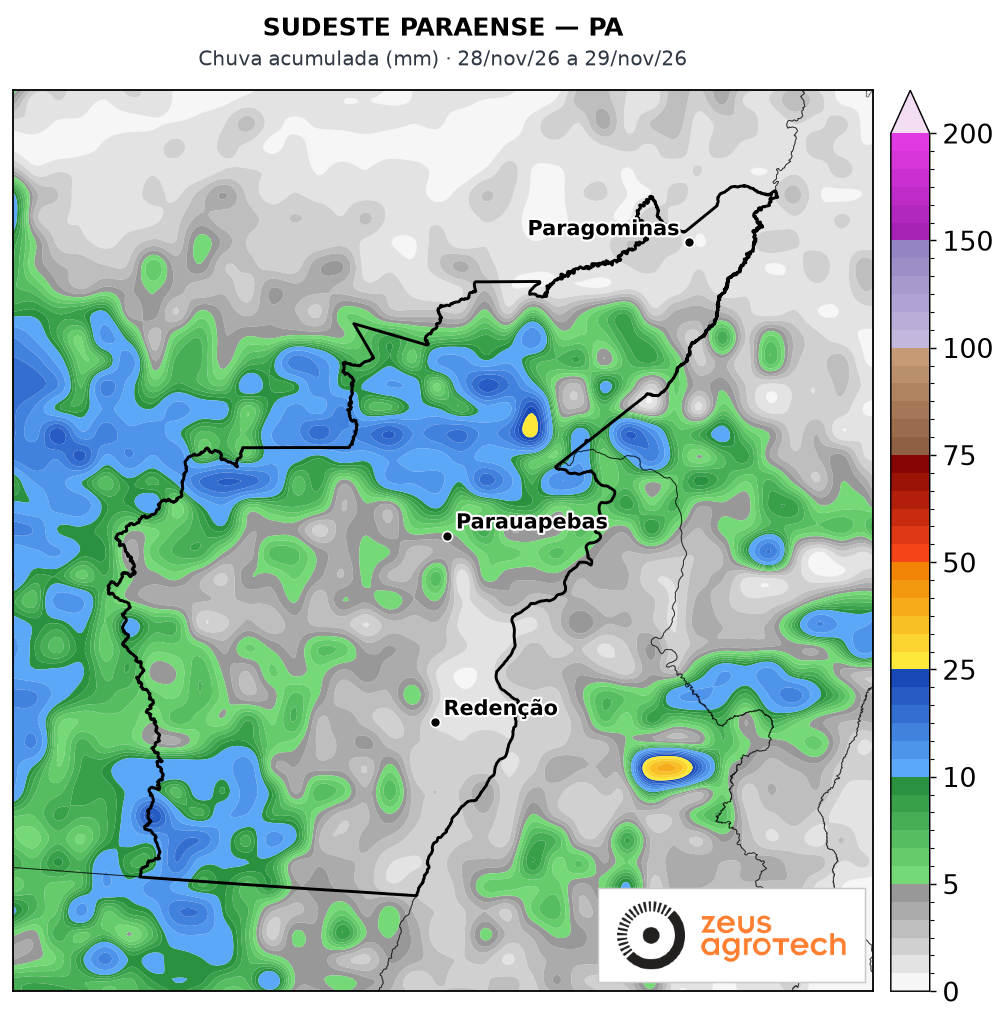 SUDESTE PARAENSE — PA
Chuva acumulada (mm) · 28/nov/26 a 29/nov/26
200
Paragominas
150
100
75
Parauapebas
50
25
Redenção
10
5
zeus
agrotech
0